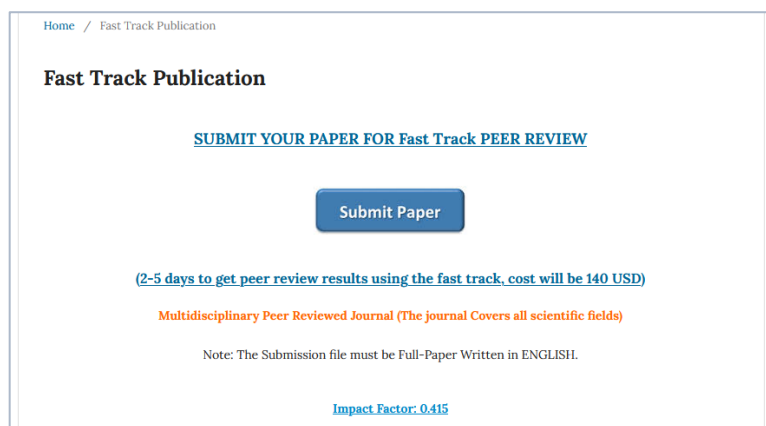 Home / Fast Track Publication
Fast Track Publication
SUBMIT YOUR PAPER FOR Fast Track PEER REVIEW
Submit Paper
(2-5 days to get peer review results using the fast track, cost will be 140 USD)
Multidisciplinary Peer Reviewed Journal (The journal Covers all scientific fields)
Note: The Submission file must be Full-Paper Written in ENGLISH.
Impact Factor: 0.415